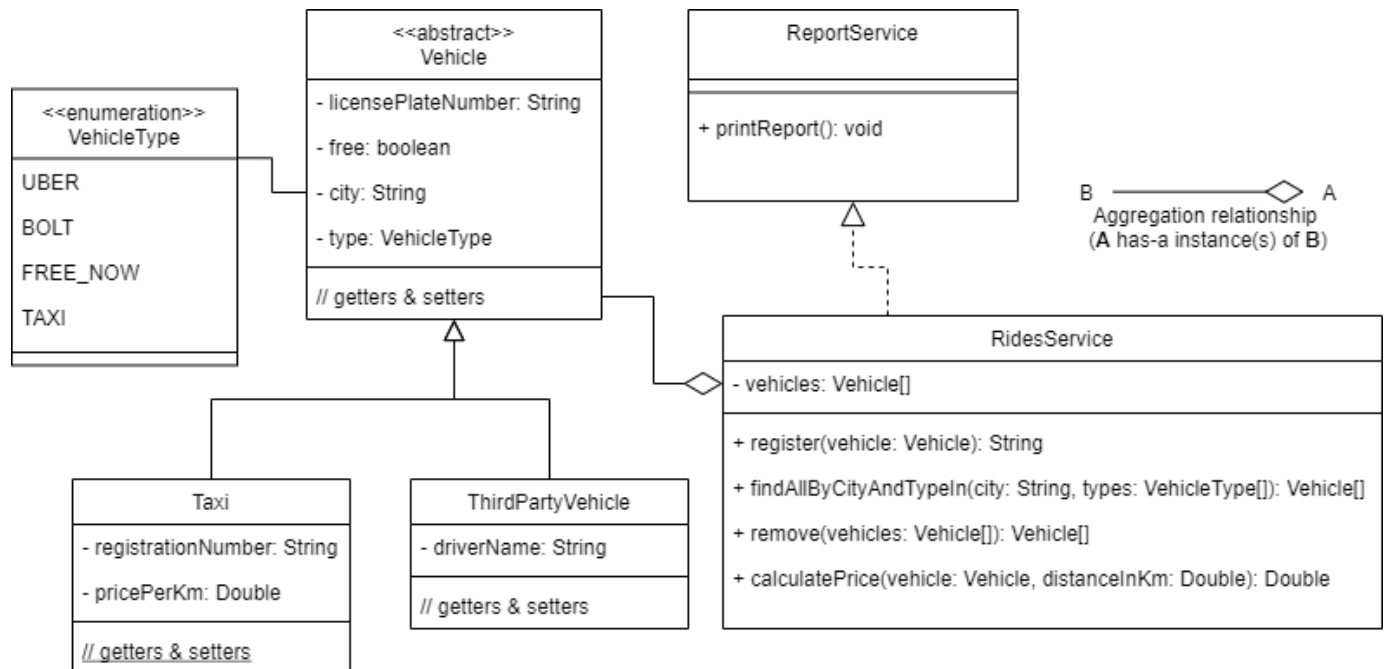 <<enumeration>>
VehicleType
UBER
BOLT
FREE_NOW
TAXI
<<abstract>>
Vehicle
- licensePlateNumber: String
- free: boolean
- city: String
- type: VehicleType
// getters & setters
ReportService
+ printReport(): void
B
A
Aggregation relationship
(A has-a instance(s) of B)
RidesService
- vehicles: Vehicle[]
+ register(vehicle: Vehicle): String
+ findAllByCityAndTypeIn(city: String, types: VehicleType[]): Vehicle[]
+ remove(vehicles: Vehicle[]): Vehicle[]
+ calculatePrice(vehicle: Vehicle, distanceInKm: Double): Double
Taxi
- registrationNumber: String
- pricePerKm: Double
// getters & setters
ThirdPartyVehicle
- driverName: String
// getters & setters